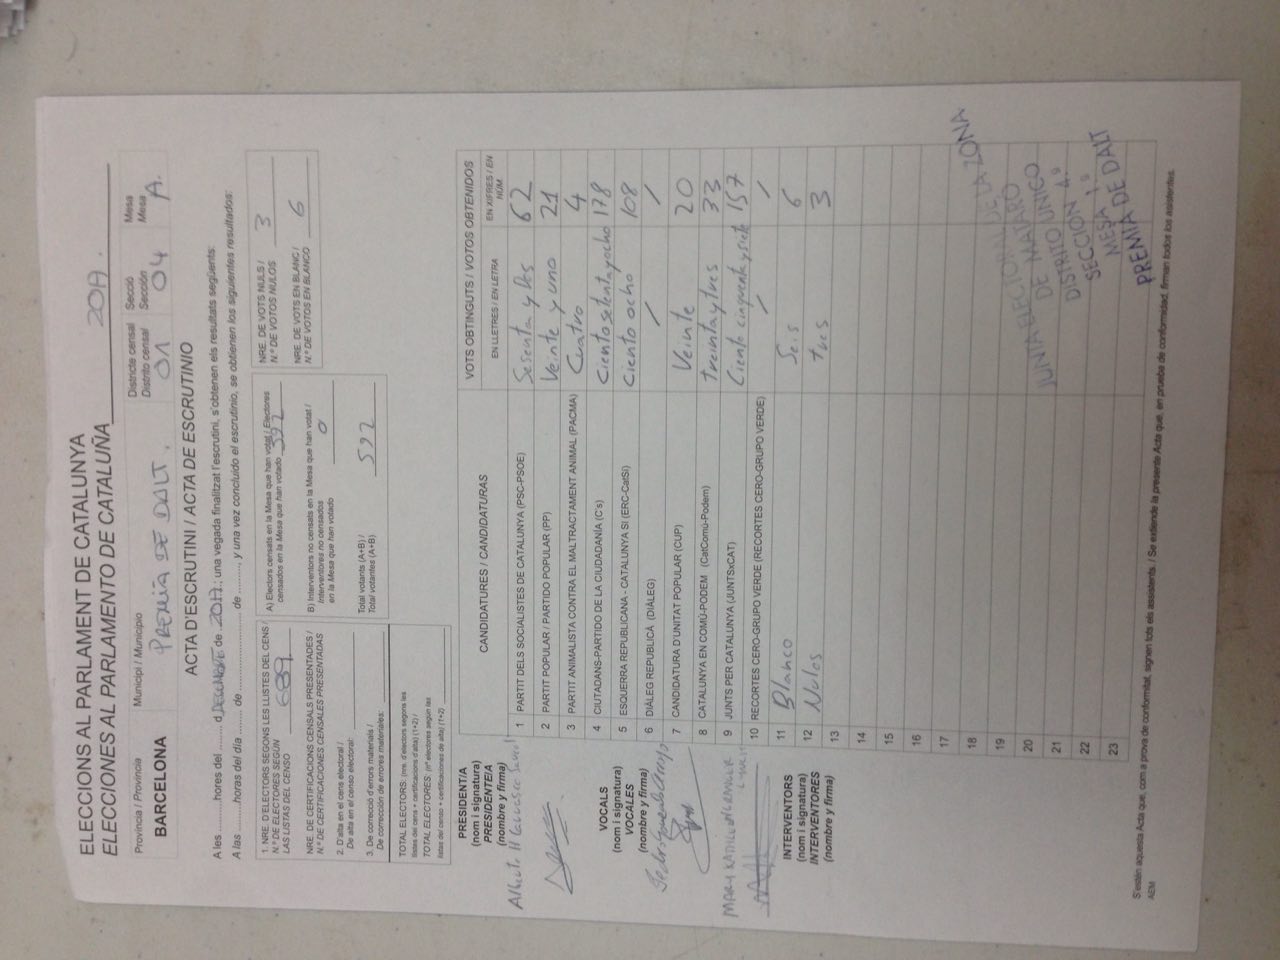 ELECCIONS AL PARLAMENT DE CATALUNYA
ELECCIONES AL PARLAMENTO DE CATALUÑA 2017.
Província / Provincia Municipi / Municipio Districte censal Secció Mesa
Distrito censal Sección Mesa
BARCELONA PREMIÀ DE DALT. 01 04 A.
ACTA D'ESCRUTINI / ACTA DE ESCRUTINIO
A les ........hores del ........ d DECEMBRE de 2017.; una vegada finalitzat l'escrutini, s'obtenen els resultats següents:
A las ........horas del día ........ de ........................ de ........, y una vez concluido el escrutinio, se obtienen los siguientes resultados:
1. NRE. D'ELECTORS SEGONS LES LLISTES DEL CENS /
N.º DE ELECTORES SEGÚN
LAS LISTAS DEL CENSO 689
NRE. DE CERTIFICACIONS CENSALS PRESENTADES /
N.º DE CERTIFICACIONES CENSALES PRESENTADAS
2. D'alta en el cens electoral /
De alta en el censo electoral:
3. De correcció d'errors materials /
De corrección de errores materiales:
TOTAL ELECTORS: (nre. d'electors segons les
llistes del cens + certificacions d'alta) (1+2) /
TOTAL ELECTORES: (nº electores según las
listas del censo + certificaciones de alta) (1+2)
A) Electors censats en la Mesa que han votat / Electores
censados en la Mesa que han votado 592
B) Interventors no censats en la Mesa que han votat /
Interventores no censados
en la Mesa que han votado 0
Total votants (A+B) /
Total votantes (A+B) 592
NRE. DE VOTS NULS /
N.º DE VOTOS NULOS 3
NRE. DE VOTS EN BLANC /
N.º DE VOTOS EN BLANCO 6
PRESIDENT/A
(nom i signatura)
PRESIDENTE/A
(nombre y firma)
Alberto
VOCALS
(nom i signatura)
VOCALES
(nombre y firma)
INTERVENTORS
(nom i signatura)
INTERVENTORES
(nombre y firma)
CANDIDATURES / CANDIDATURAS VOTS OBTINGUTS / VOTOS OBTENIDOS
EN LLETRES / EN LETRA EN XIFRES / EN NÚM.
1 PARTIT DELS SOCIALISTES DE CATALUNYA (PSC-PSOE) Sesenta y dos 62
2 PARTIT POPULAR / PARTIDO POPULAR (PP) Veinte y uno 21
3 PARTIT ANIMALISTA CONTRA EL MALTRACTAMENT ANIMAL (PACMA) Cuatro 4
4 CIUTADANS-PARTIDO DE LA CIUDADANÍA (C's) Ciento setenta y ocho 178
5 ESQUERRA REPUBLICANA - CATALUNYA SÍ (ERC-CatSí) Ciento ocho 108
6 DIÀLEG REPUBLICÀ (DIÀLEG) / /
7 CANDIDATURA D'UNITAT POPULAR (CUP) Veinte 20
8 CATALUNYA EN COMÚ-PODEM (CatComú-Podem) treinta y tres 33
9 JUNTS PER CATALUNYA (JUNTSxCAT) Ciento cinquenta y siete 157
10 RECORTES CERO-GRUPO VERDE (RECORTES CERO-GRUPO VERDE) / /
11 Blanco Seis 6
12 Nulos tres 3
13
14
15
16
17
18
19
20
21
22
23
JUNTA ELECTORAL DE LA ZONA
DE MATARÓ
DISTRITO ÚNICO
SECCION 4.ª
MESA 1.ª
PREMIA DE DALT
S'estén aquesta Acta que, com a prova de conformitat, signen tots els assistents. / Se extiende la presente Acta que, en prueba de conformidad, firman todos los asistentes.
AEM